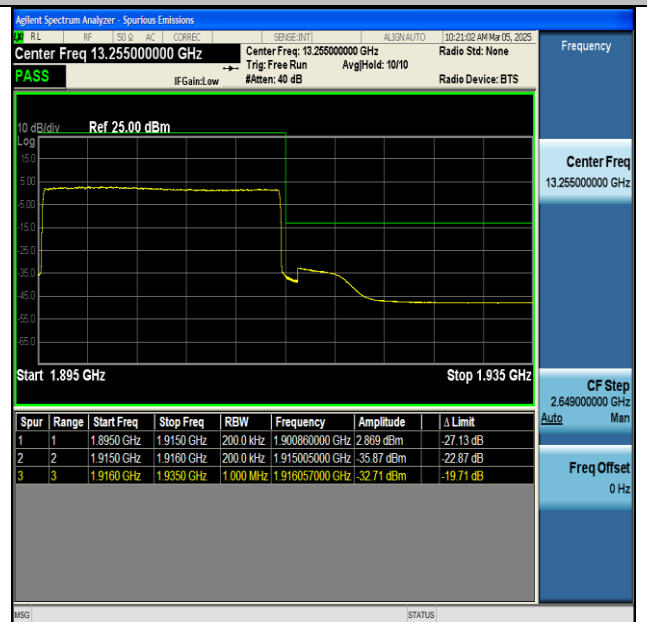 Agilent Spectrum Analyzer - Spurious Emissions
RL RF 50 Ω AC CORREC SENSE:INT ALIGN AUTO 10:21:02 AM Mar 05, 2025
Center Freq 13.255000000 GHz
Center Freq: 13.255000000 GHz
Radio Std: None
Trig: Free Run Avg|Hold: 10/10
PASS
IFGain:Low
#Atten: 40 dB
Radio Device: BTS
10 dB/div Ref 25.00 dBm
Log
15.0
5.00
-5.00
-15.0
-25.0
-35.0
-45.0
-55.0
-65.0
Start 1.895 GHz Stop 1.935 GHz
Spur Range Start Freq Stop Freq RBW Frequency Amplitude Δ Limit
1 1 1.8950 GHz 1.9150 GHz 200.0 kHz 1.900860000 GHz 2.869 dBm -27.13 dB
2 2 1.9150 GHz 1.9160 GHz 200.0 kHz 1.915005000 GHz -35.87 dBm -22.87 dB
3 3 1.9160 GHz 1.9350 GHz 1.000 MHz 1.916057000 GHz -32.71 dBm -19.71 dB
MSG STATUS
Frequency
Center Freq
13.255000000 GHz
CF Step
2.649000000 GHz
Auto Man
Freq Offset
0 Hz